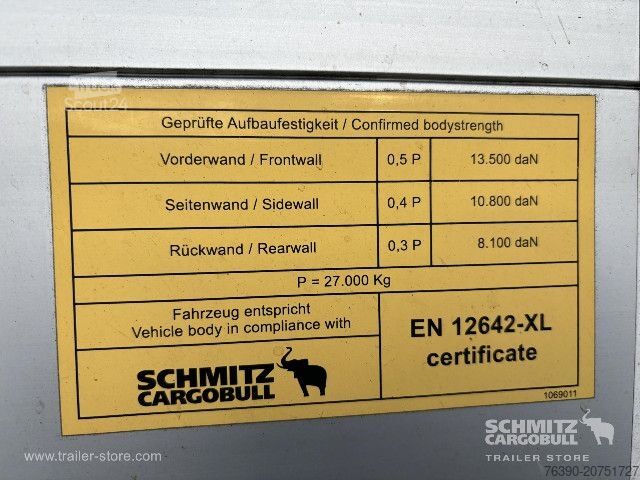 Truck
Scout24
Geprüfte Aufbaufestigkeit / Confirmed bodystrength
Vorderwand / Frontwall 0,5 P 13.500 daN
Seitenwand / Sidewall 0,4 P 10.800 daN
Rückwand / Rearwall 0,3 P 8.100 daN
P = 27.000 Kg
Fahrzeug entspricht
Vehicle body in compliance with
EN 12642-XL
certificate
SCHMITZ
CARGOBULL
1069011
SCHMITZ
CARGOBULL
TRAILER STORE
www.trailer-store.com
76390-20751727